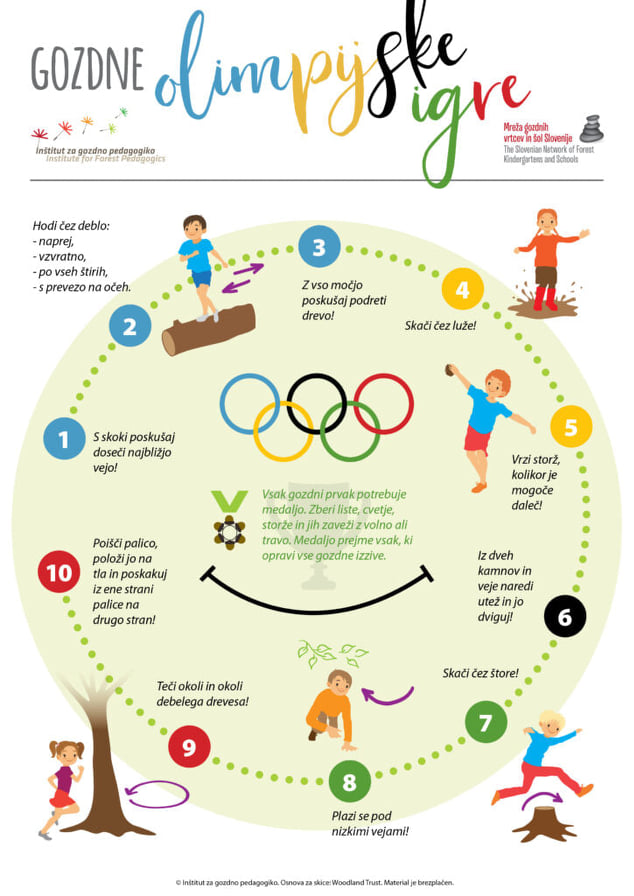 GOZDNE olimpijske
igre
Inštitut za gozdno pedagogiko
Institute for Forest Pedagogics
Mreža gozdnih
vrtcev in šol Slovenije
The Slovenian Network of Forest
Kindergartens and Schools
1
S skoki poskušaj
doseči najbližjo
vejo!
2
Hodi čez deblo:
- naprej,
- vzvratno,
- po vseh štirih,
- s prevezo na očeh.
3
Z vso močjo
poskušaj podreti
drevo!
4
Skači čez luže!
5
Vrzi storž,
kolikor je
mogoče
daleč!
6
Iz dveh
kamnov in
veje naredi
utež in jo
dviguj!
7
Skači čez štore!
8
Plazi se pod
nizkimi vejami!
9
Teči okoli in okoli
debelega drevesa!
10
Poišči palico,
položi jo na
tla in poskakuj
iz ene strani
palice na
drugo stran!
Vsak gozdni prvak potrebuje
medaljo. Zberi liste, cvetje,
storže in jih zaveži z volno ali
travo. Medaljo prejme vsak, ki
opravi vse gozdne izzive.
© Inštitut za gozdno pedagogiko. Osnova za skice: Woodland Trust. Material je brezplačen.